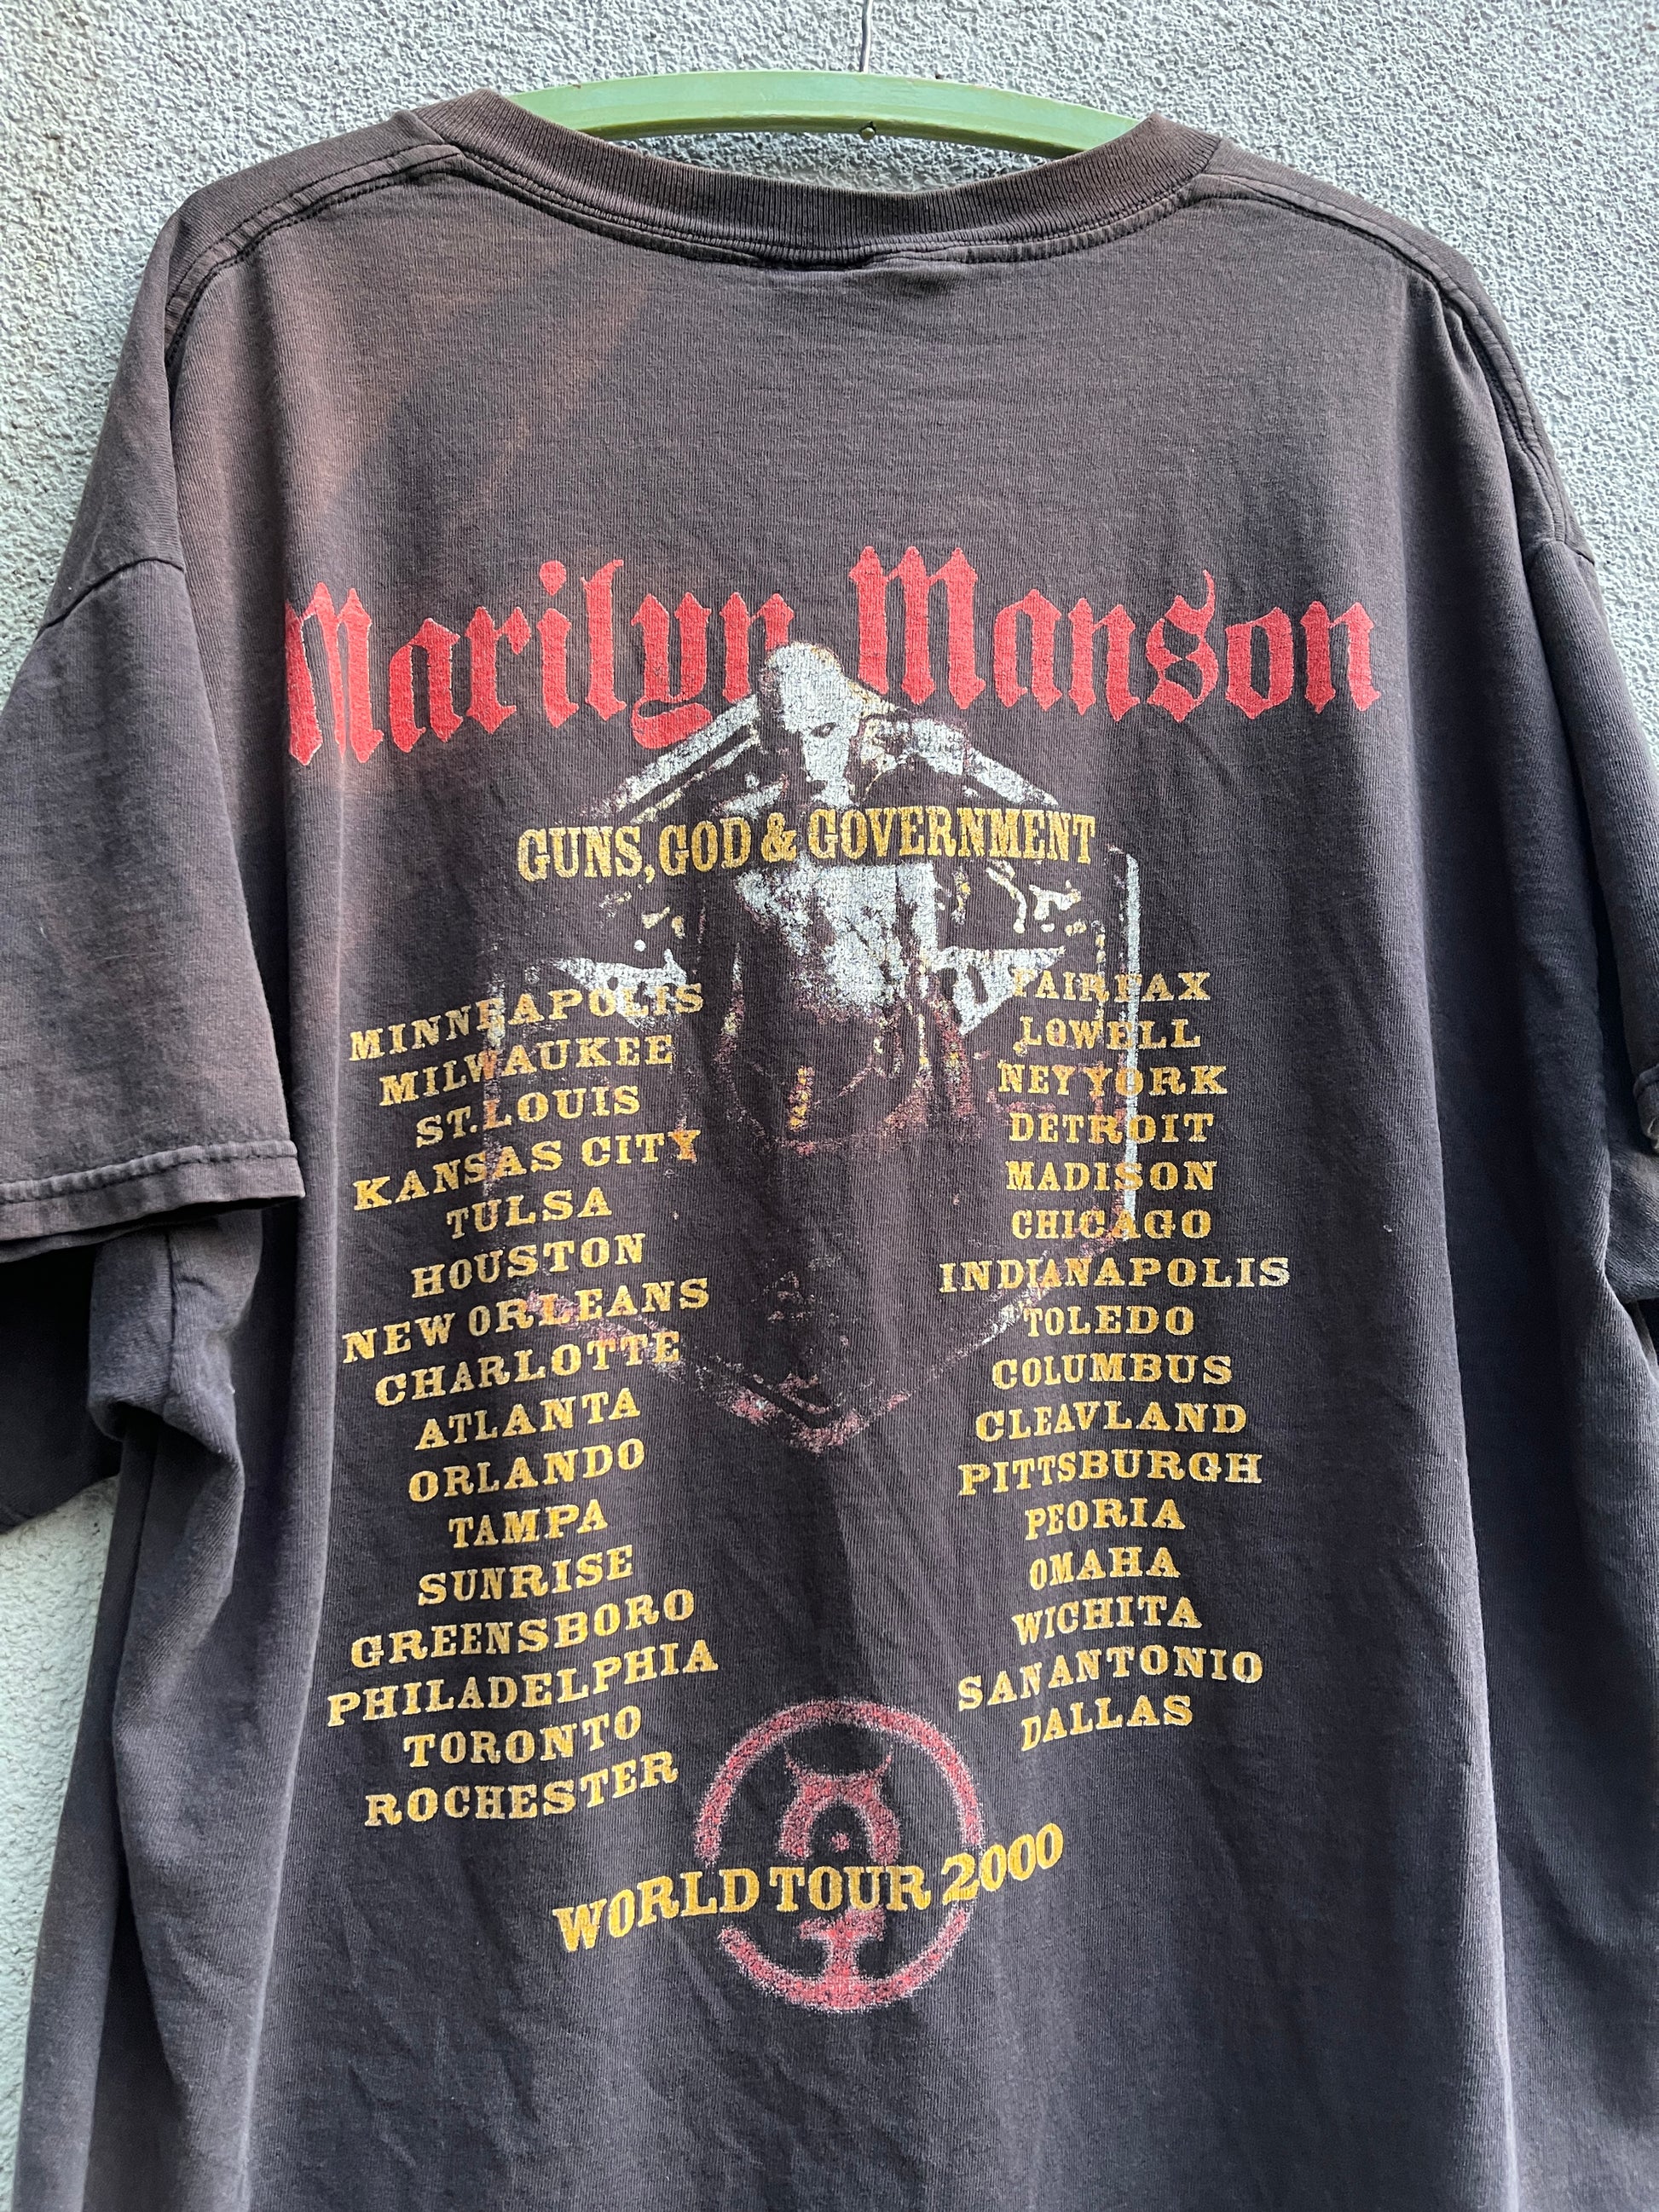 Marilyn Manson
GUNS, GOD & GOVERNMENT
MINNEAPOLIS
MILWAUKEE
ST. LOUIS
KANSAS CITY
TULSA
HOUSTON
NEW ORLEANS
CHARLOTTE
ATLANTA
ORLANDO
TAMPA
SUNRISE
GREENSBORO
PHILADELPHIA
TORONTO
ROCHESTER
FAIRFAX
LOWELL
NEYYORK
DETROIT
MADISON
CHICAGO
INDIANAPOLIS
TOLEDO
COLUMBUS
CLEAVLAND
PITTSBURGH
PEORIA
OMAHA
WICHITA
SAN ANTONIO
DALLAS
WORLD TOUR 2000